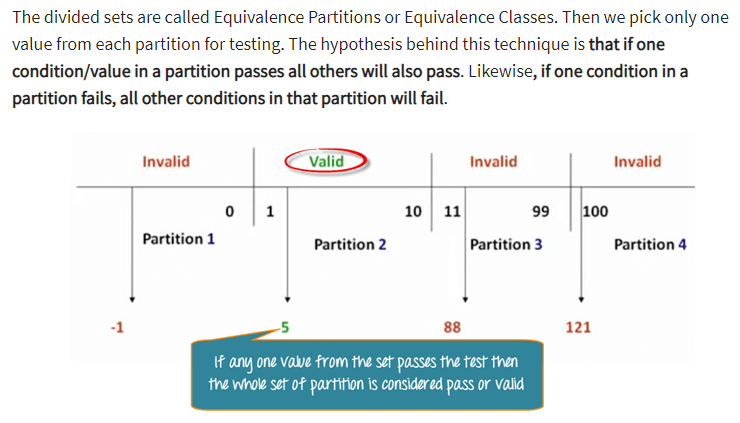 The divided sets are called Equivalence Partitions or Equivalence Classes. Then we pick only one
value from each partition for testing. The hypothesis behind this technique is that if one
condition/value in a partition passes all others will also pass. Likewise, if one condition in a
partition fails, all other conditions in that partition will fail.
Invalid Valid Invalid Invalid
0 1 10 11 99 100
Partition 1 Partition 2 Partition 3 Partition 4
-1 5 88 121
If any one value from the set passes the test then
the whole set of partition is considered pass or valid